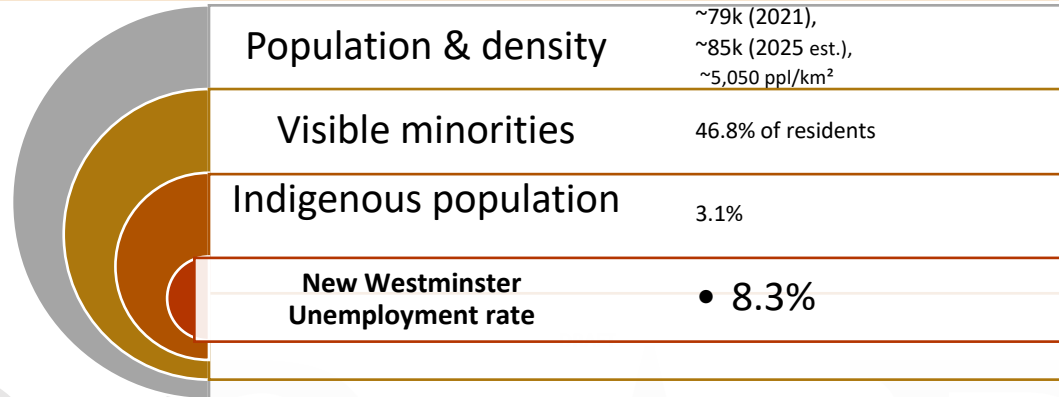 Population & density
~79k (2021),
~85k (2025 est.),
~5,050 ppl/km²
Visible minorities
46.8% of residents
Indigenous population
3.1%
New Westminster
Unemployment rate
• 8.3%